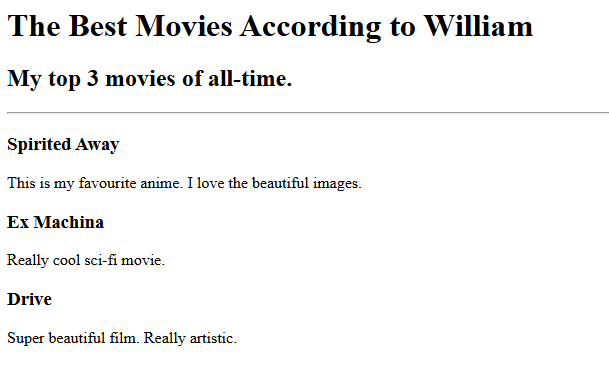 The Best Movies According to William
My top 3 movies of all-time.
Spirited Away
This is my favourite anime. I love the beautiful images.
Ex Machina
Really cool sci-fi movie.
Drive
Super beautiful film. Really artistic.